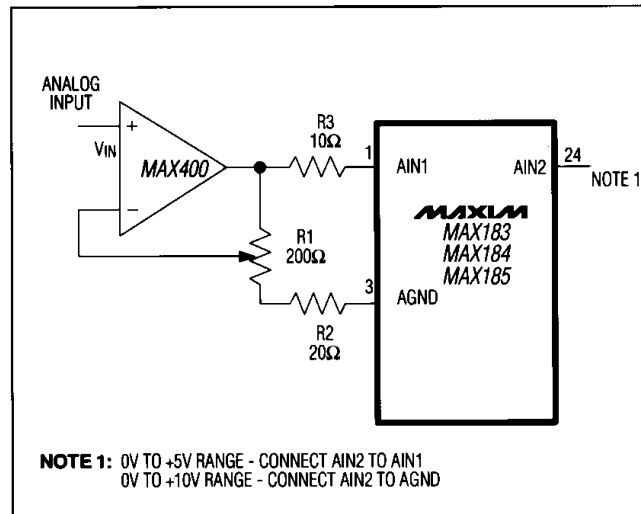 ANALOG
INPUT
VIN
+
−
MAX400
R3
10Ω
R1
200Ω
R2
20Ω
1
AIN1
AIN2
24
NOTE 1
MAXIM
MAX183
MAX184
MAX185
3
AGND
NOTE 1: 0V TO +5V RANGE - CONNECT AIN2 TO AIN1
0V TO +10V RANGE - CONNECT AIN2 TO AGND